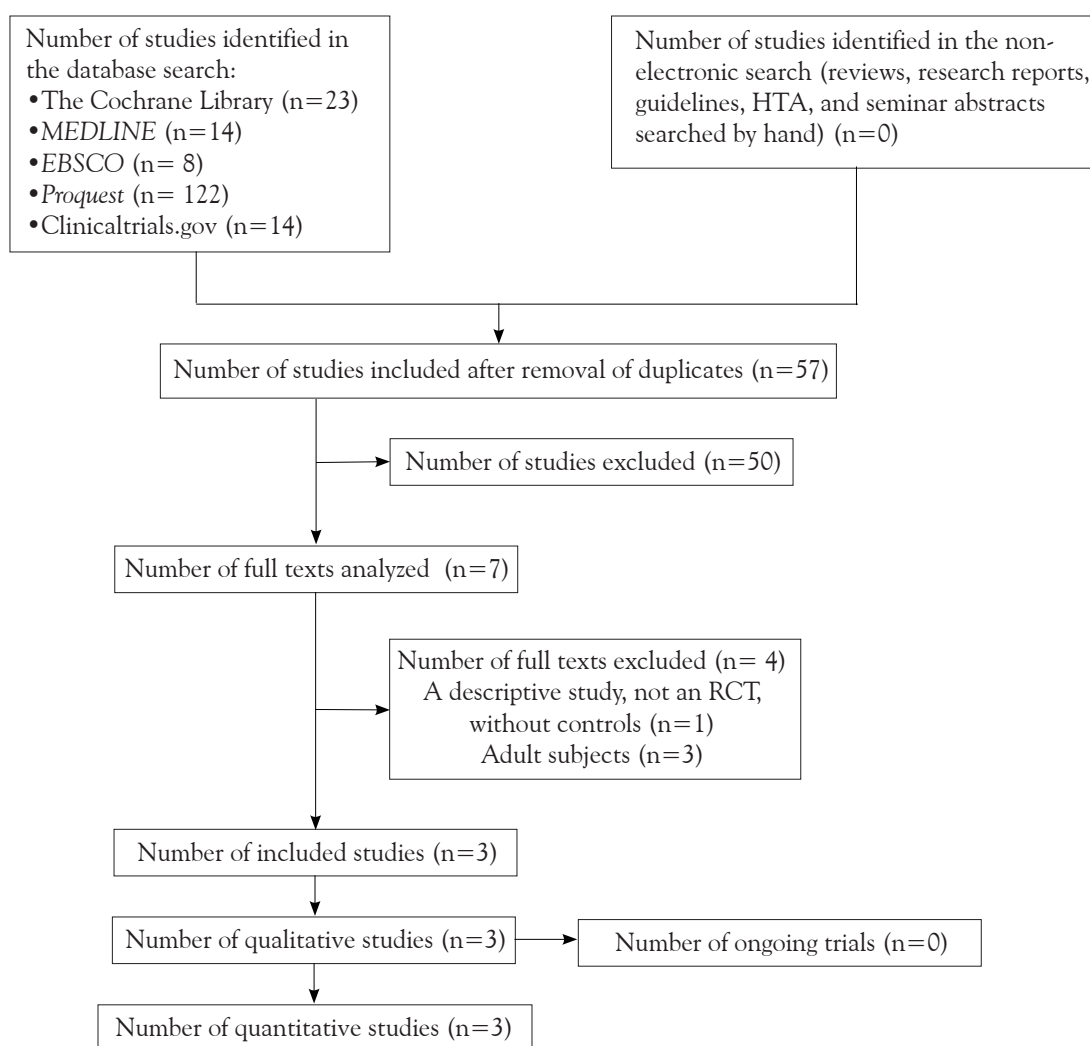 Number of studies identified in
the database search:
•The Cochrane Library (n=23)
•MEDLINE (n=14)
•EBSCO (n= 8)
•Proquest (n= 122)
•Clinicaltrials.gov (n=14)
Number of studies identified in the non-
electronic search (reviews, research reports,
guidelines, HTA, and seminar abstracts
searched by hand) (n=0)
Number of studies included after removal of duplicates (n=57)
Number of studies excluded (n=50)
Number of full texts analyzed (n=7)
Number of full texts excluded (n= 4)
A descriptive study, not an RCT,
without controls (n=1)
Adult subjects (n=3)
Number of included studies (n=3)
Number of qualitative studies (n=3)
Number of ongoing trials (n=0)
Number of quantitative studies (n=3)